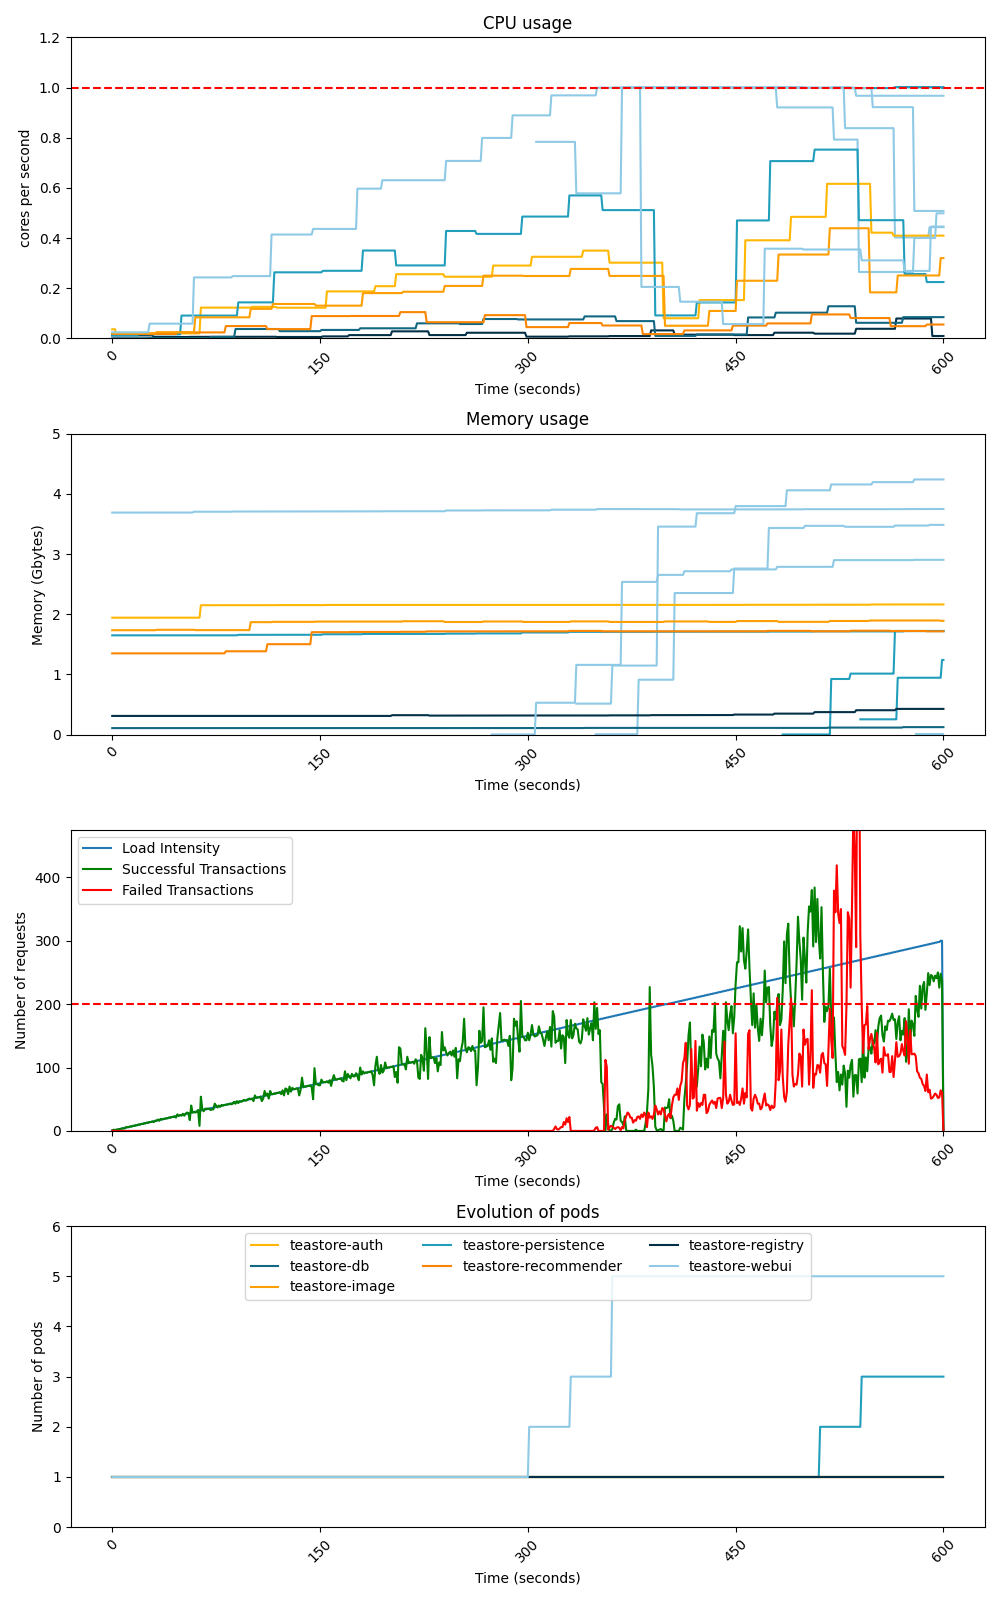 CPU usage
1.2
1.0
0.8
0.6
0.4
0.2
0.0
cores per second
0 150 300 450 600
Time (seconds)
Memory usage
5
4
3
2
1
0
Memory (Gbytes)
0 150 300 450 600
Time (seconds)
Load Intensity
Successful Transactions
Failed Transactions
400
300
200
100
0
Number of requests
0 150 300 450 600
Time (seconds)
Evolution of pods
teastore-auth teastore-persistence teastore-registry
teastore-db teastore-recommender teastore-webui
teastore-image
6
5
4
3
2
1
0
Number of pods
0 150 300 450 600
Time (seconds)